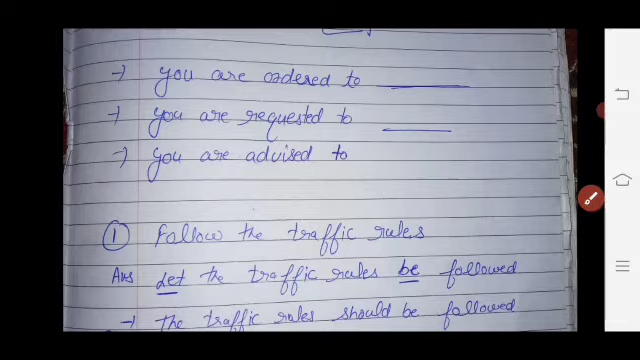 → you are ordered to ______
→ you are requested to ______
→ you are advised to
① Follow the traffic rules
Ans Let the traffic rules be followed
→ The traffic rules should be followed